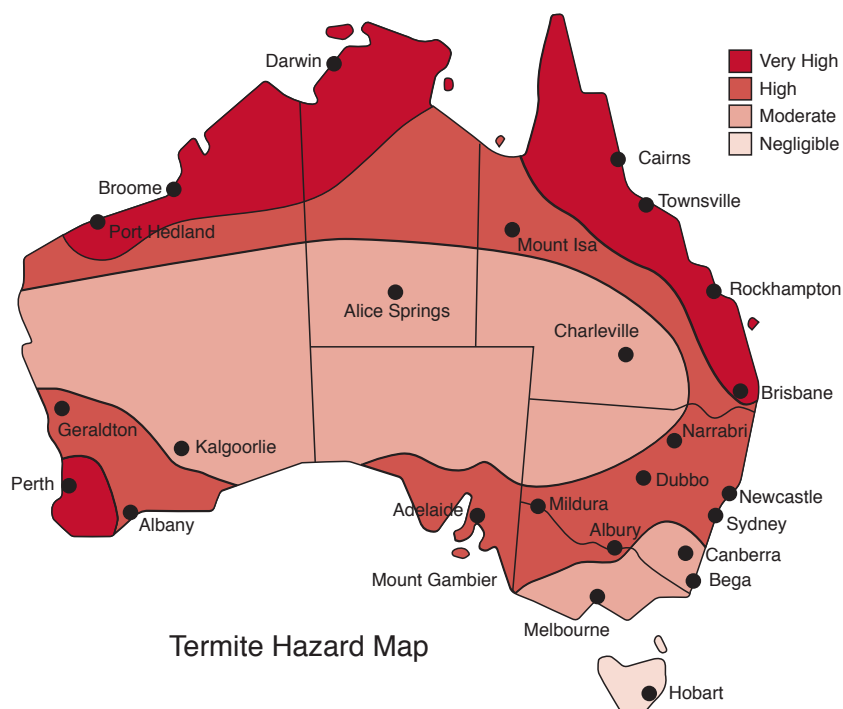 Darwin
Very High
High
Moderate
Negligible
Cairns
Broome
Townsville
Port Hedland
Mount Isa
Rockhampton
Alice Springs
Charleville
Brisbane
Geraldton
Narrabri
Kalgoorlie
Perth
Dubbo
Newcastle
Adelaide
Mildura
Albany
Sydney
Albury
Canberra
Mount Gambier
Bega
Melbourne
Termite Hazard Map
Hobart